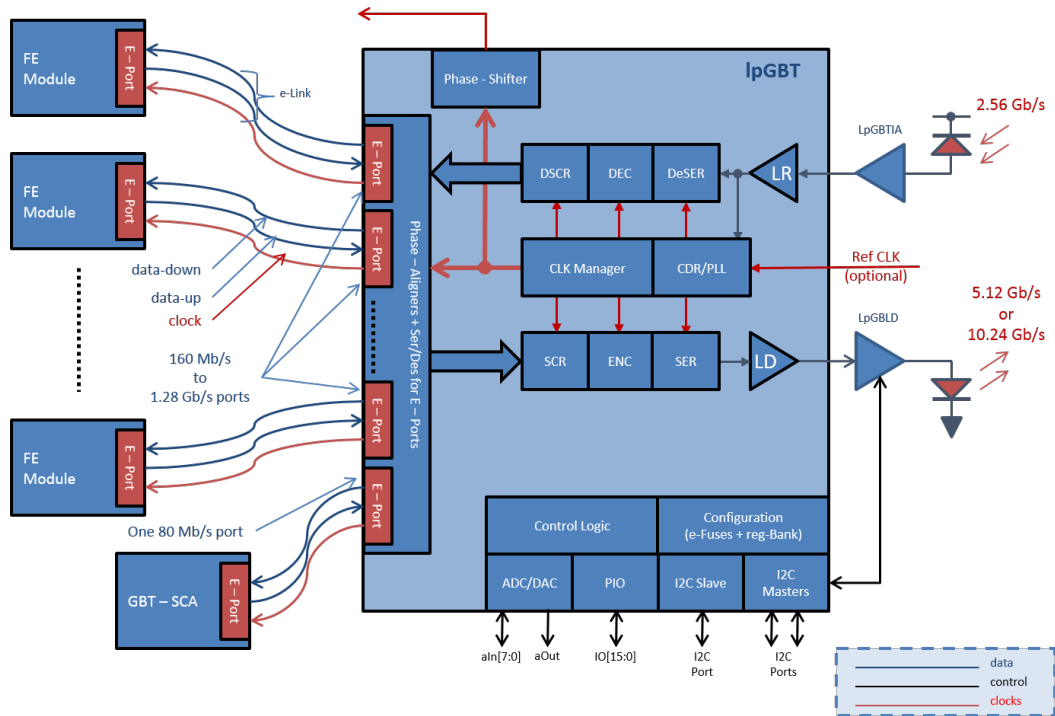 FE
Module
E – Port
e-Link
FE
Module
E – Port
data-down
data-up
clock
160 Mb/s
to
1.28 Gb/s ports
FE
Module
E – Port
One 80 Mb/s port
GBT – SCA
E – Port
E – Port
E – Port
E – Port
E – Port
Phase – Aligners + Ser/Des for E – Ports
Phase - Shifter
lpGBT
DSCR
DEC
DeSER
LR
LpGBTIA
2.56 Gb/s
CLK Manager
CDR/PLL
Ref CLK
(optional)
SCR
ENC
SER
LD
LpGBLD
5.12 Gb/s
or
10.24 Gb/s
Control Logic
Configuration
(e-Fuses + reg-Bank)
ADC/DAC
PIO
I2C Slave
I2C
Masters
aIn[7:0]
aOut
IO[15:0]
I2C
Port
I2C
Ports
data
control
clocks